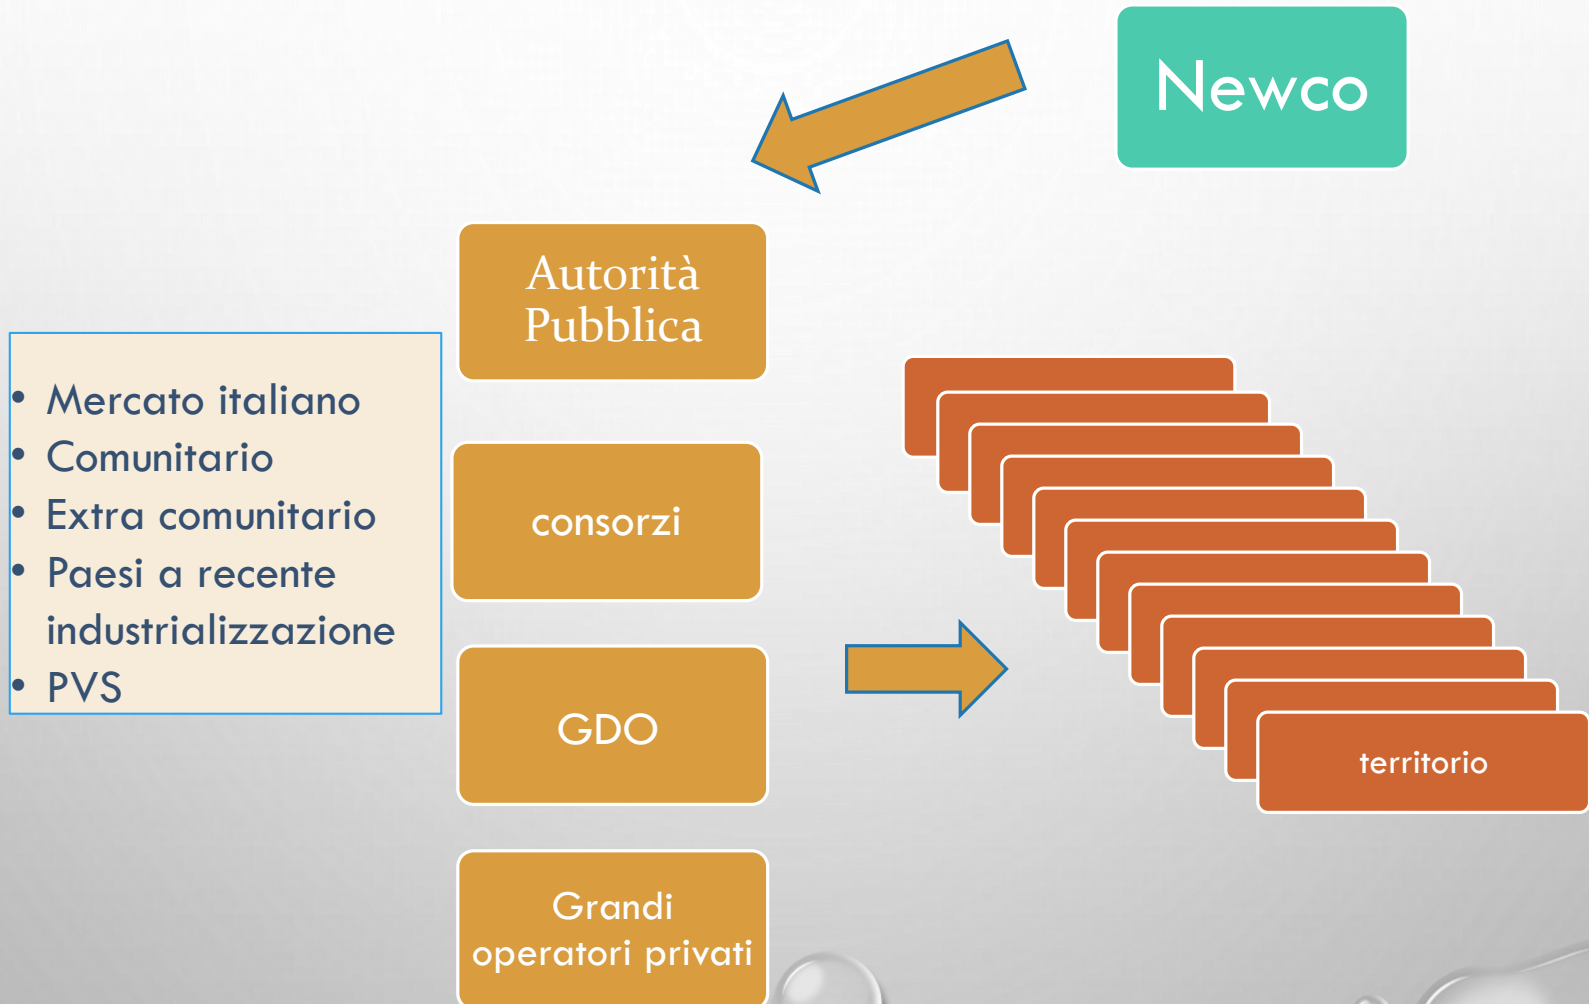 Newco
Autorità
Pubblica
• Mercato italiano
• Comunitario
• Extra comunitario
• Paesi a recente
industrializzazione
• PVS
consorzi
GDO
Grandi
operatori privati
territorio